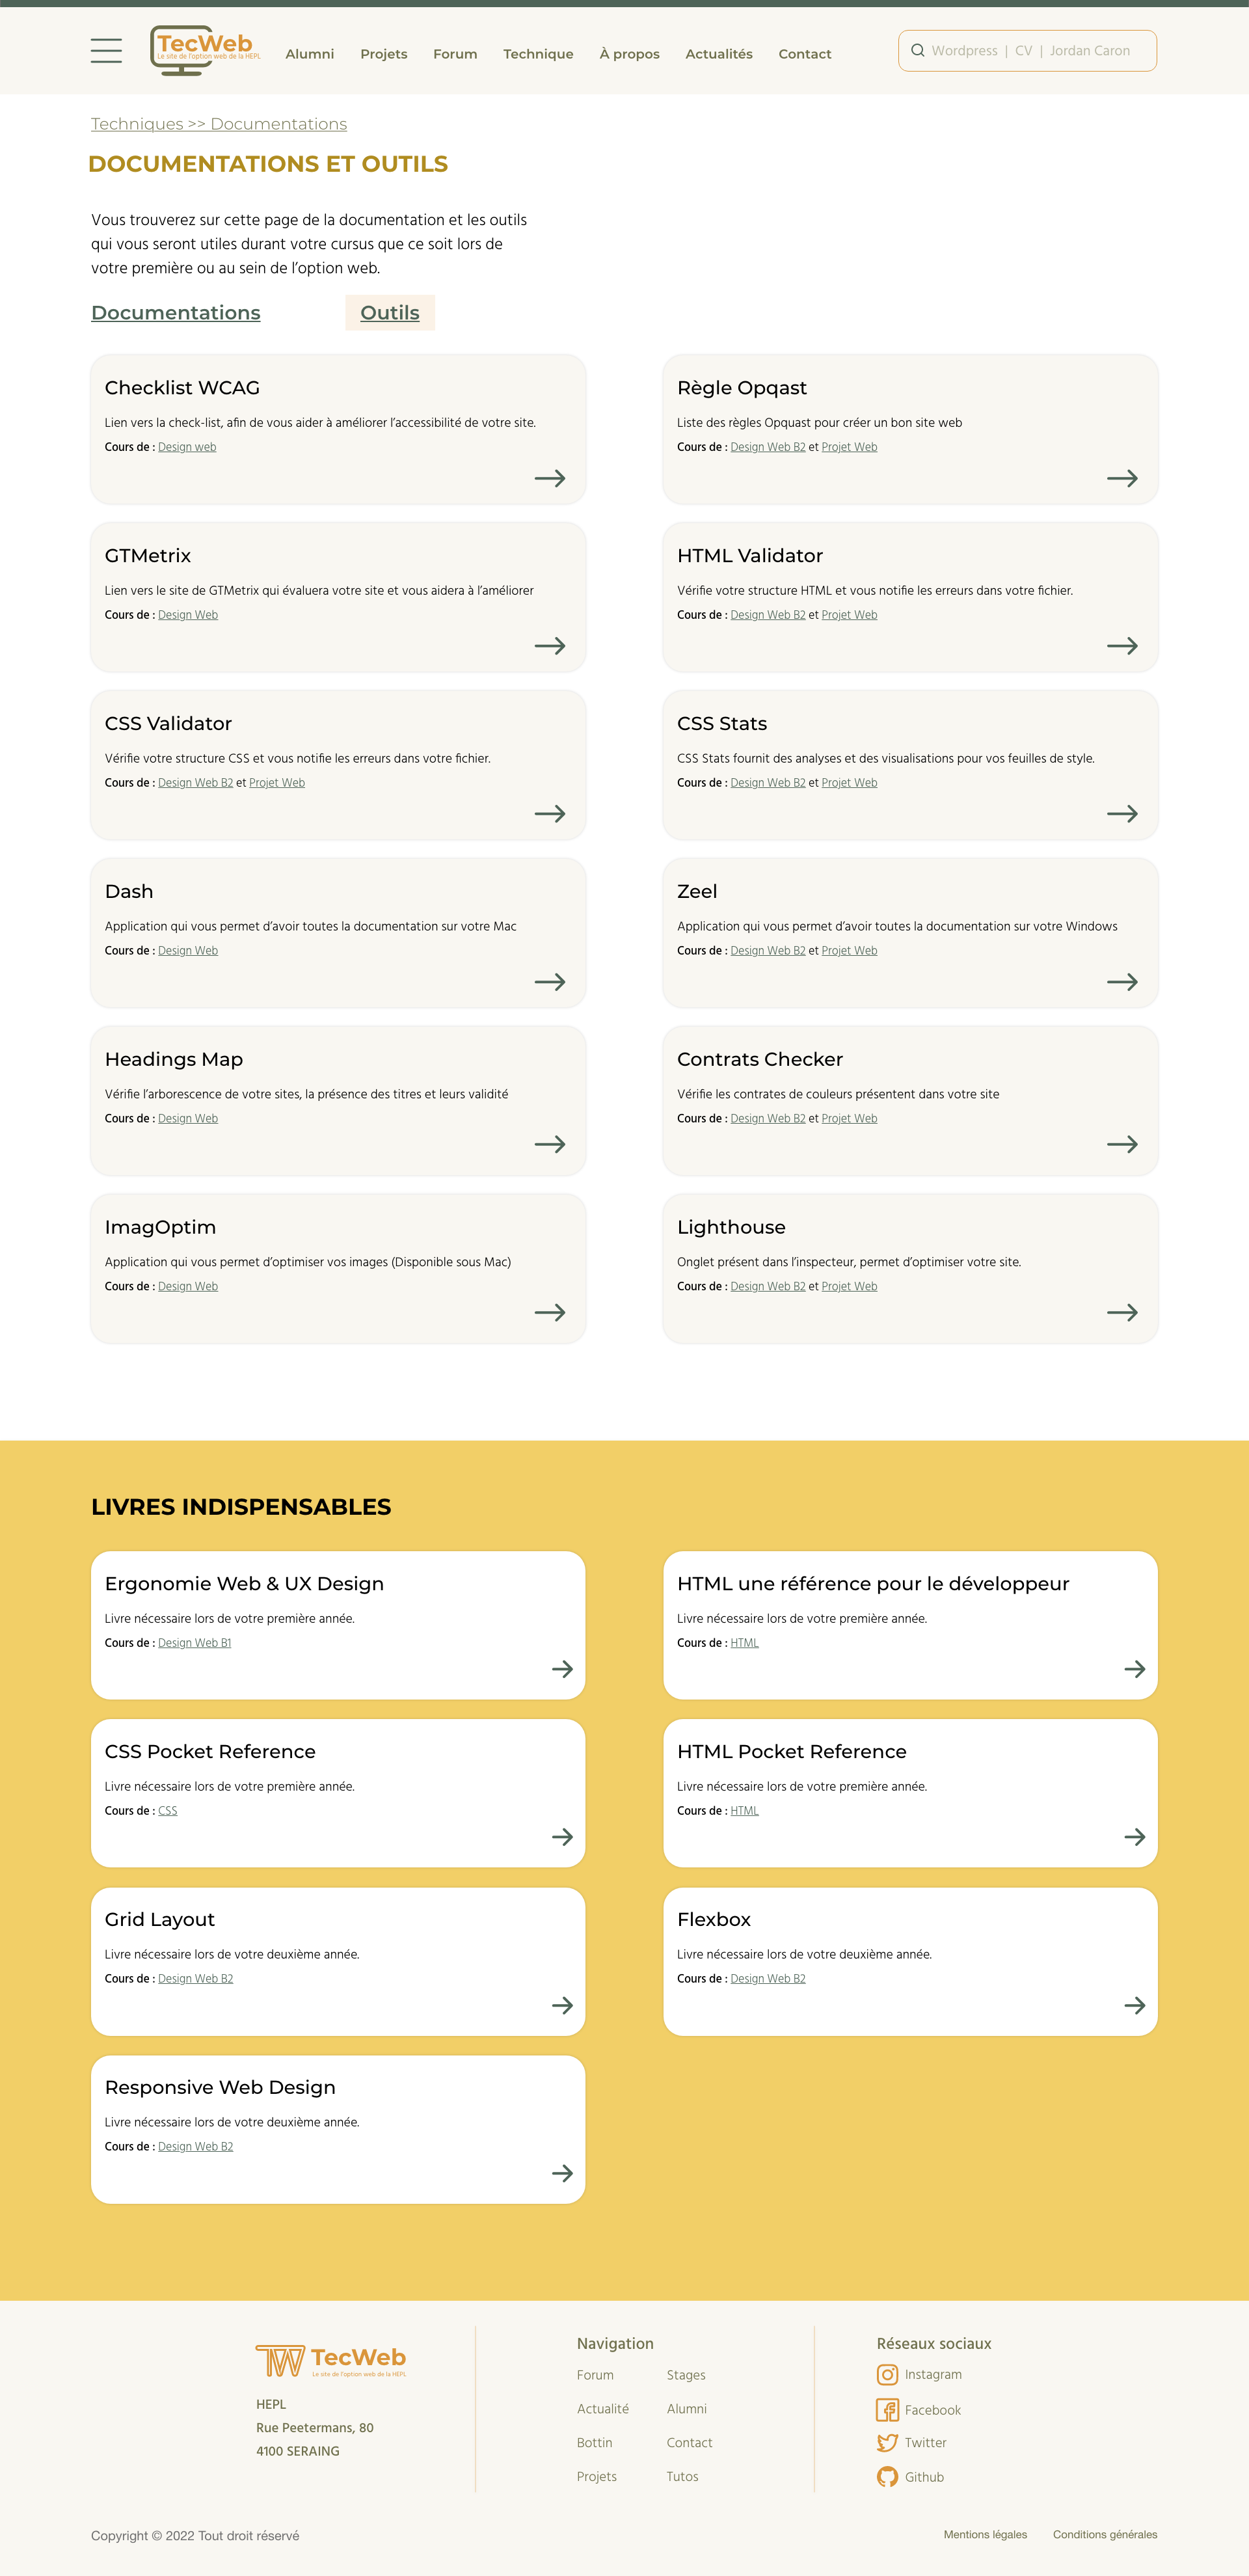 TecWeb
Le site de l'option web de la HEPL
Alumni
Projets
Forum
Technique
À propos
Actualités
Contact
Wordpress | CV | Jordan Caron
Techniques >> Documentations
DOCUMENTATIONS ET OUTILS
Vous trouverez sur cette page de la documentation et les outils
qui vous seront utiles durant votre cursus que ce soit lors de
votre première ou au sein de l’option web.
Documentations
Outils
Checklist WCAG
Lien vers la check-list, afin de vous aider à améliorer l’accessibilité de votre site.
Cours de : Design web
Règle Opqast
Liste des règles Opquast pour créer un bon site web
Cours de : Design Web B2 et Projet Web
GTMetrix
Lien vers le site de GTMetrix qui évaluera votre site et vous aidera à l’améliorer
Cours de : Design Web
HTML Validator
Vérifie votre structure HTML et vous notifie les erreurs dans votre fichier.
Cours de : Design Web B2 et Projet Web
CSS Validator
Vérifie votre structure CSS et vous notifie les erreurs dans votre fichier.
Cours de : Design Web B2 et Projet Web
CSS Stats
CSS Stats fournit des analyses et des visualisations pour vos feuilles de style.
Cours de : Design Web B2 et Projet Web
Dash
Application qui vous permet d’avoir toutes la documentation sur votre Mac
Cours de : Design Web
Zeel
Application qui vous permet d’avoir toutes la documentation sur votre Windows
Cours de : Design Web B2 et Projet Web
Headings Map
Vérifie l’arborescence de votre sites, la présence des titres et leurs validité
Cours de : Design Web
Contrats Checker
Vérifie les contrates de couleurs présentent dans votre site
Cours de : Design Web B2 et Projet Web
ImagOptim
Application qui vous permet d’optimiser vos images (Disponible sous Mac)
Cours de : Design Web
Lighthouse
Onglet présent dans l’inspecteur, permet d’optimiser votre site.
Cours de : Design Web B2 et Projet Web
LIVRES INDISPENSABLES
Ergonomie Web & UX Design
Livre nécessaire lors de votre première année.
Cours de : Design Web B1
HTML une référence pour le développeur
Livre nécessaire lors de votre première année.
Cours de : HTML
CSS Pocket Reference
Livre nécessaire lors de votre première année.
Cours de : CSS
HTML Pocket Reference
Livre nécessaire lors de votre première année.
Cours de : HTML
Grid Layout
Livre nécessaire lors de votre deuxième année.
Cours de : Design Web B2
Flexbox
Livre nécessaire lors de votre deuxième année.
Cours de : Design Web B2
Responsive Web Design
Livre nécessaire lors de votre deuxième année.
Cours de : Design Web B2
TecWeb
Le site de l'option web de la HEPL
HEPL
Rue Peetermans, 80
4100 SERAING
Navigation
Forum
Stages
Actualité
Alumni
Bottin
Contact
Projets
Tutos
Réseaux sociaux
Instagram
Facebook
Twitter
Github
Copyright © 2022 Tout droit réservé
Mentions légales
Conditions générales